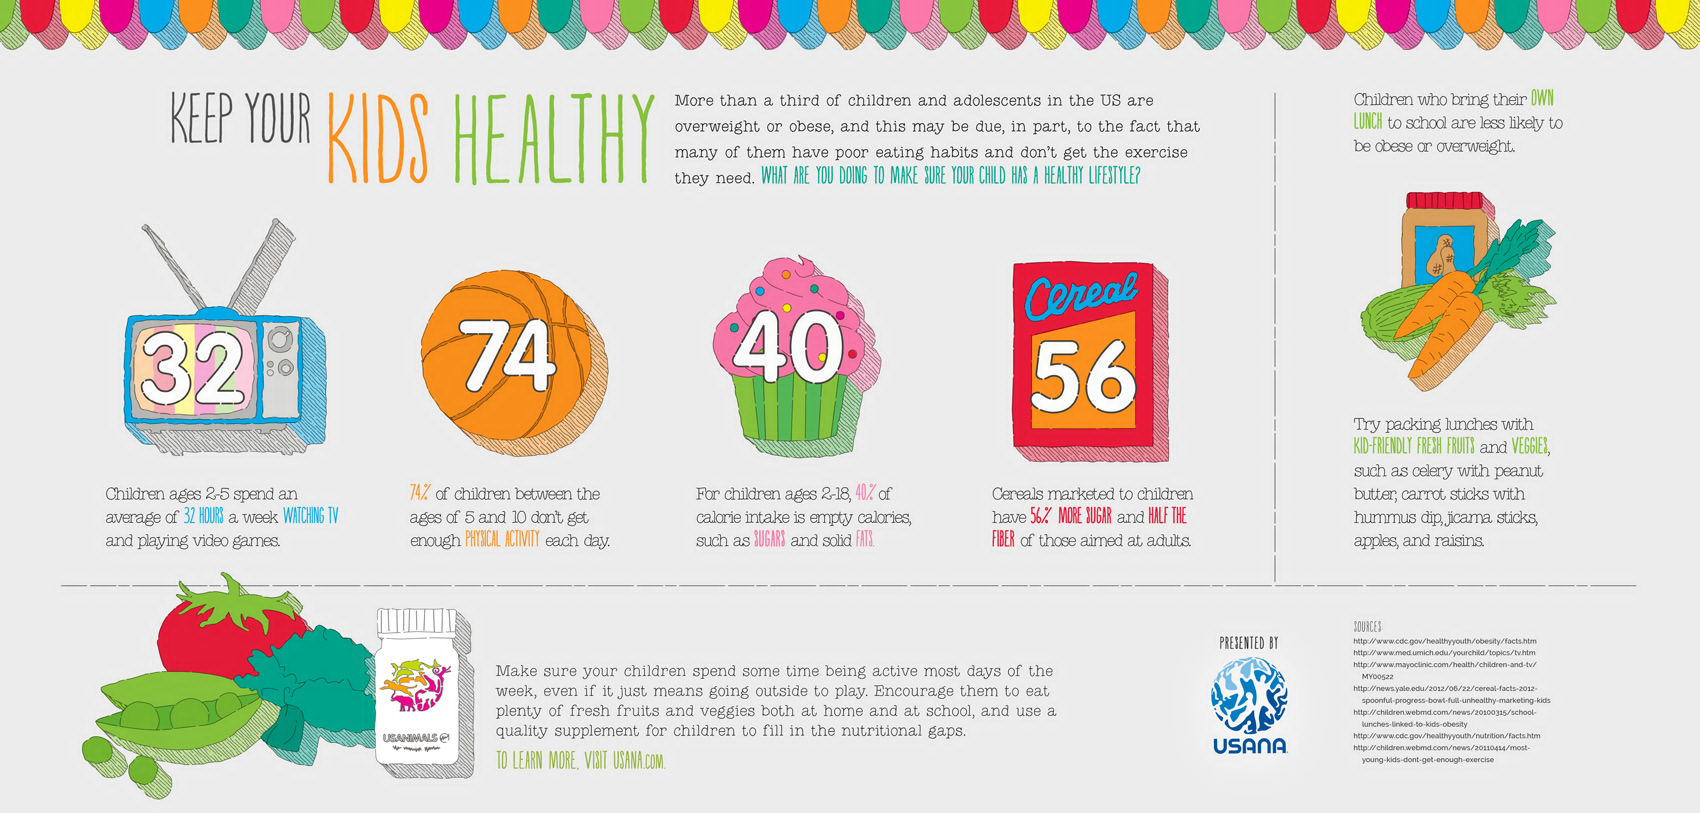 KEEP YOUR KIDS HEALTHY
More than a third of children and adolescents in the US are
overweight or obese, and this may be due, in part, to the fact that
many of them have poor eating habits and don't get the exercise
they need. WHAT ARE YOU DOING TO MAKE SURE YOUR CHILD HAS A HEALTHY LIFESTYLE?
32
Children ages 2-5 spend an
average of 32 HOURS a week WATCHING TV
and playing video games.
74
74% of children between the
ages of 5 and 10 don't get
enough PHYSICAL ACTIVITY each day.
40
For children ages 2-18, 40% of
calorie intake is empty calories,
such as SUGARS and solid FATS.
Cereal
56
Cereals marketed to children
have 56% MORE SUGAR and HALF THE
FIBER of those aimed at adults.
Children who bring their OWN
LUNCH to school are less likely to
be obese or overweight.
Try packing lunches with
KID-FRIENDLY FRESH FRUITS and VEGGIES,
such as celery with peanut
butter, carrot sticks with
hummus dip, jicama sticks,
apples, and raisins.
USANIMALS
Make sure your children spend some time being active most days of the
week, even if it just means going outside to play. Encourage them to eat
plenty of fresh fruits and veggies both at home and at school, and use a
quality supplement for children to fill in the nutritional gaps.
TO LEARN MORE, VISIT USANA.com.
PRESENTED BY
USANA
SOURCES:
http://www.cdc.gov/healthyyouth/obesity/facts.htm
http://www.med.umich.edu/yourchild/topics/tv.htm
http://www.mayoclinic.com/health/children-and-tv/
MY00522
http://news.yale.edu/2012/06/22/cereal-facts-2012-
spoonful-progress-bowl-full-unhealthy-marketing-kids
http://children.webmd.com/news/20100315/school-
lunches-linked-to-kids-obesity
http://www.cdc.gov/healthyyouth/nutrition/facts.htm
http://children.webmd.com/news/20110414/most-
young-kids-dont-get-enough-exercise